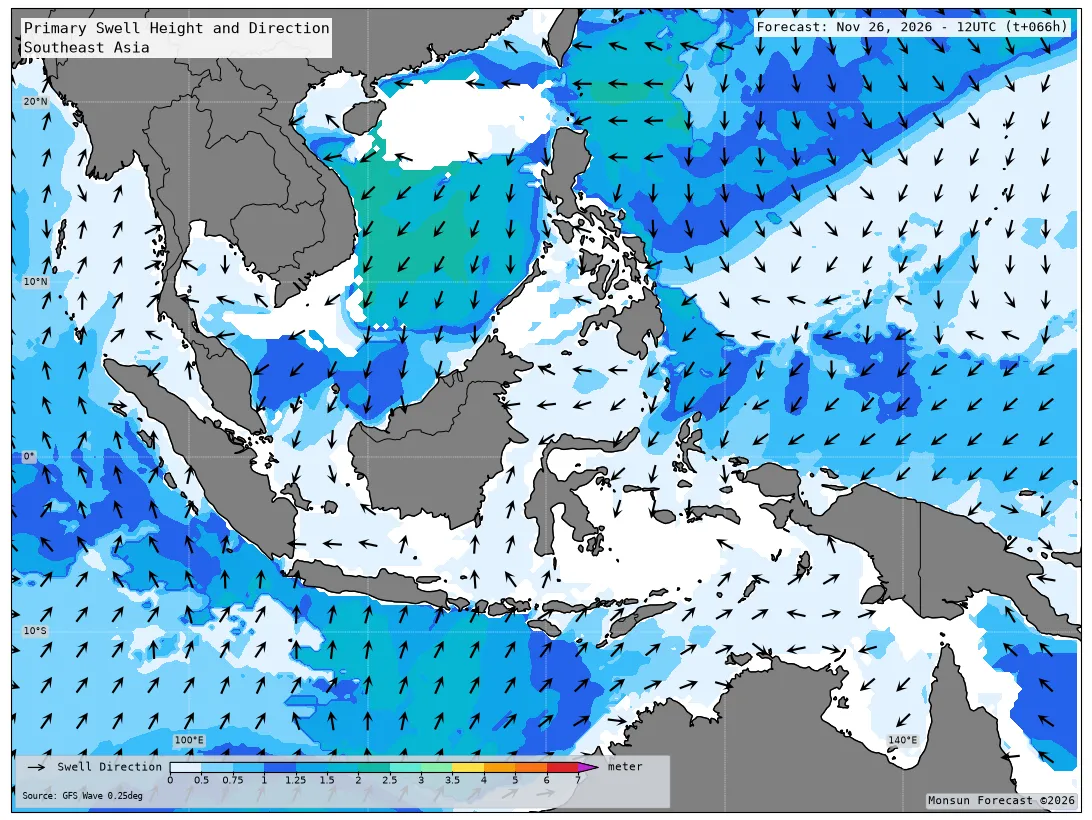 Primary Swell Height and Direction
Southeast Asia
Forecast: Nov 26, 2026 - 12UTC (t+066h)
20°N
10°N
0°
10°S
100°E
140°E
Swell Direction
0 0.5 0.75 1 1.25 1.5 2 2.5 3 3.5 4 5 6 7
meter
Source: GFS Wave 0.25deg
Monsun Forecast ©2026